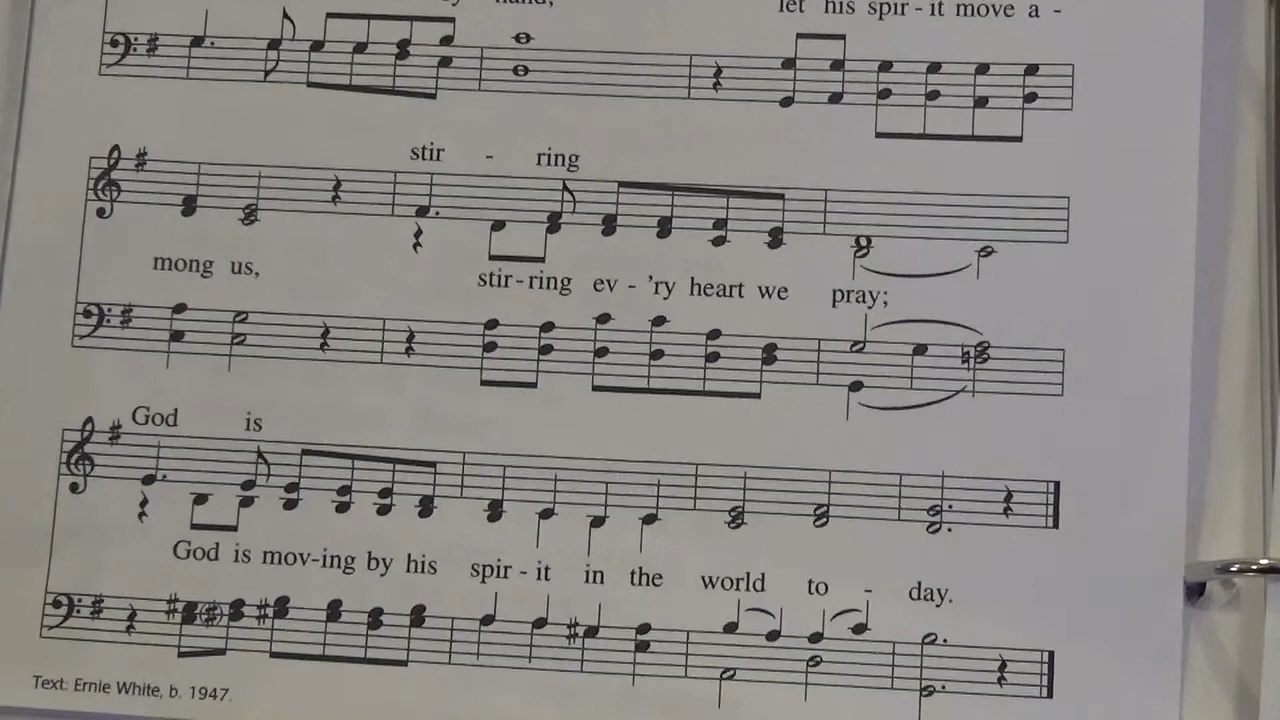 hand, let his spir - it move a -
stir - ring
mong us, stir - ring ev - 'ry heart we pray;
God is
God is mov - ing by his spir - it in the world to - day.
Text: Ernie White, b. 1947.